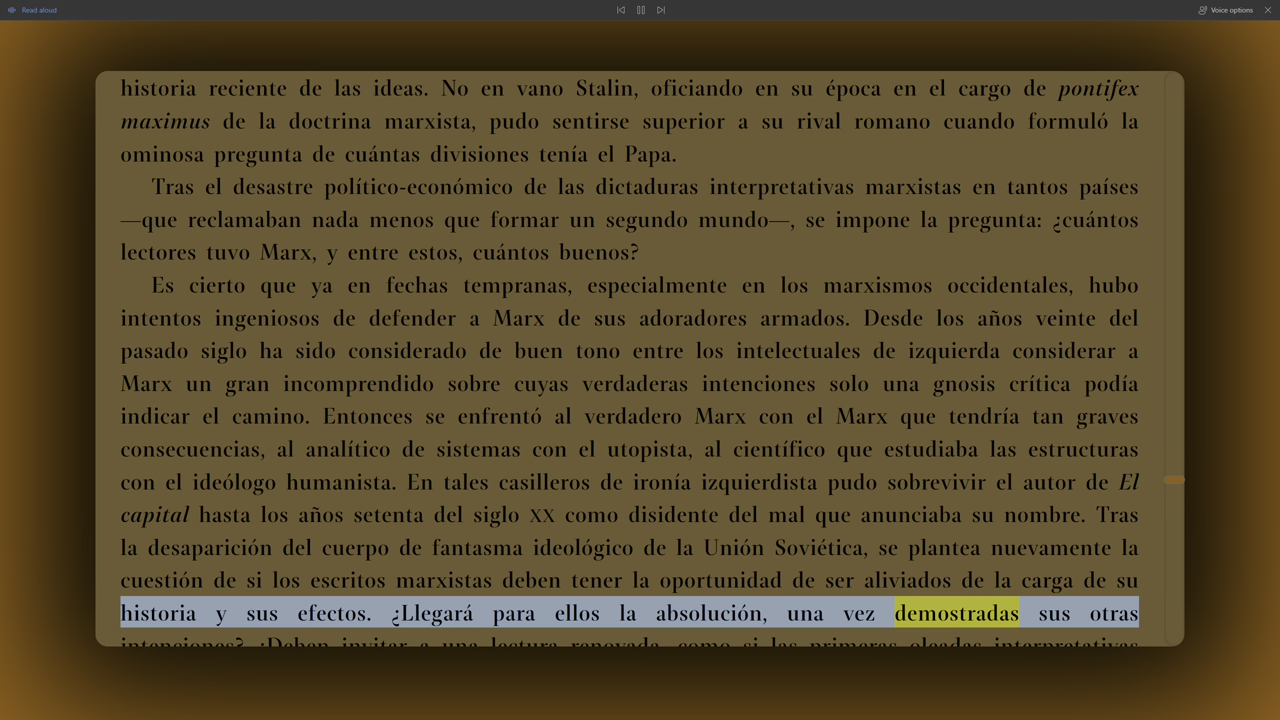 Read aloud
Voice options
historia reciente de las ideas. No en vano Stalin, oficiando en su época en el cargo de pontifex
maximus de la doctrina marxista, pudo sentirse superior a su rival romano cuando formuló la
ominosa pregunta de cuántas divisiones tenía el Papa.
Tras el desastre político-económico de las dictaduras interpretativas marxistas en tantos países
—que reclamaban nada menos que formar un segundo mundo—, se impone la pregunta: ¿cuántos
lectores tuvo Marx, y entre estos, cuántos buenos?
Es cierto que ya en fechas tempranas, especialmente en los marxismos occidentales, hubo
intentos ingeniosos de defender a Marx de sus adoradores armados. Desde los años veinte del
pasado siglo ha sido considerado de buen tono entre los intelectuales de izquierda considerar a
Marx un gran incomprendido sobre cuyas verdaderas intenciones solo una gnosis crítica podía
indicar el camino. Entonces se enfrentó al verdadero Marx con el Marx que tendría tan graves
consecuencias, al analítico de sistemas con el utopista, al científico que estudiaba las estructuras
con el ideólogo humanista. En tales casilleros de ironía izquierdista pudo sobrevivir el autor de El
capital hasta los años setenta del siglo XX como disidente del mal que anunciaba su nombre. Tras
la desaparición del cuerpo de fantasma ideológico de la Unión Soviética, se plantea nuevamente la
cuestión de si los escritos marxistas deben tener la oportunidad de ser aliviados de la carga de su
historia y sus efectos. ¿Llegará para ellos la absolución, una vez demostradas sus otras
intenciones? ¿Deben invitar a una lectura renovada, como si las primeras oleadas interpretativas